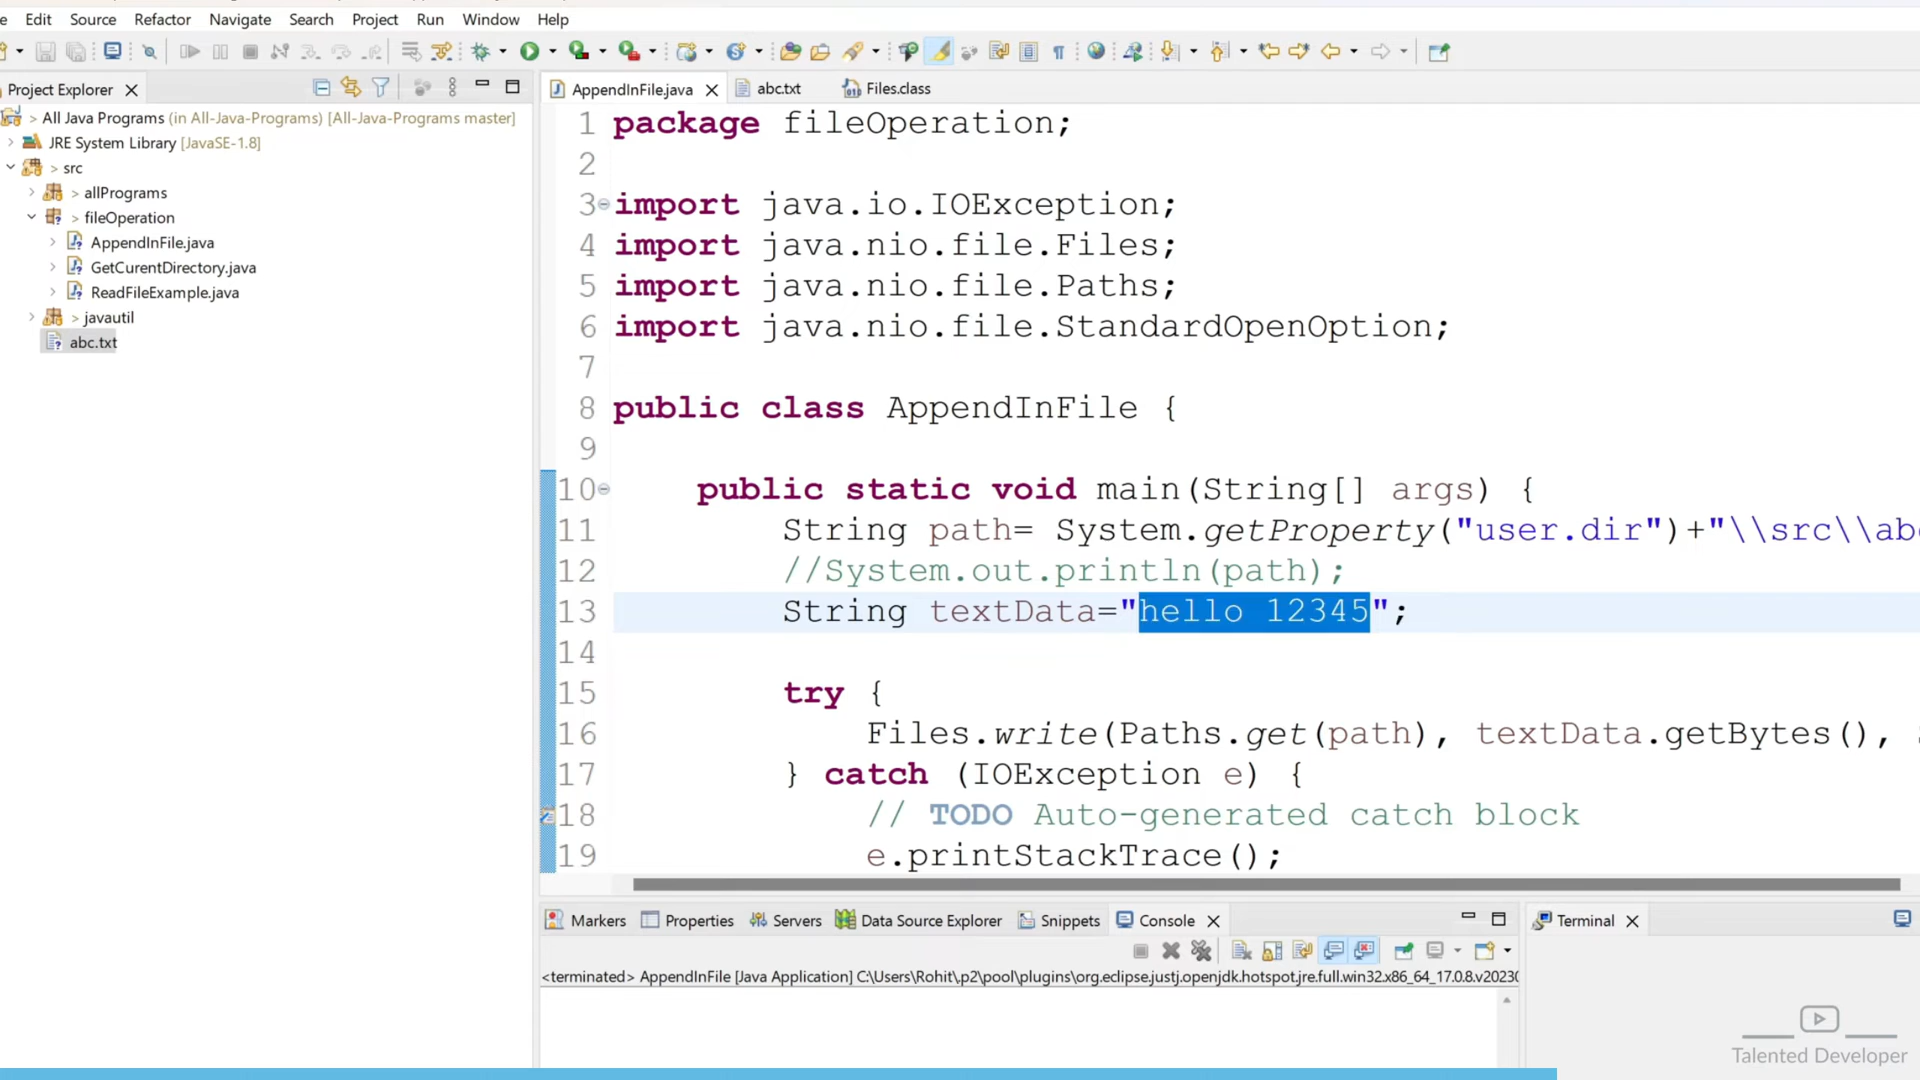 Edit Source Refactor Navigate Search Project Run Window Help
Project Explorer
> All Java Programs (in All-Java-Programs) [All-Java-Programs master]
JRE System Library [JavaSE-1.8]
> src
> allPrograms
> fileOperation
AppendInFile.java
GetCurentDirectory.java
ReadFileExample.java
> javautil
abc.txt
AppendInFile.java abc.txt Files.class
1 package fileOperation;
2
3 import java.io.IOException;
4 import java.nio.file.Files;
5 import java.nio.file.Paths;
6 import java.nio.file.StandardOpenOption;
7
8 public class AppendInFile {
9
10 public static void main(String[] args) {
11 String path= System.getProperty("user.dir")+"\\src\\abc
12 //System.out.println(path);
13 String textData="hello 12345";
14
15 try {
16 Files.write(Paths.get(path), textData.getBytes(),
17 } catch (IOException e) {
18 // TODO Auto-generated catch block
19 e.printStackTrace();
Markers Properties Servers Data Source Explorer Snippets Console
<terminated> AppendInFile [Java Application] C:\Users\Rohit\.p2\pool\plugins\org.eclipse.justj.openjdk.hotspot.jre.full.win32.x86_64_17.0.8.v20230
Terminal
Talented Developer